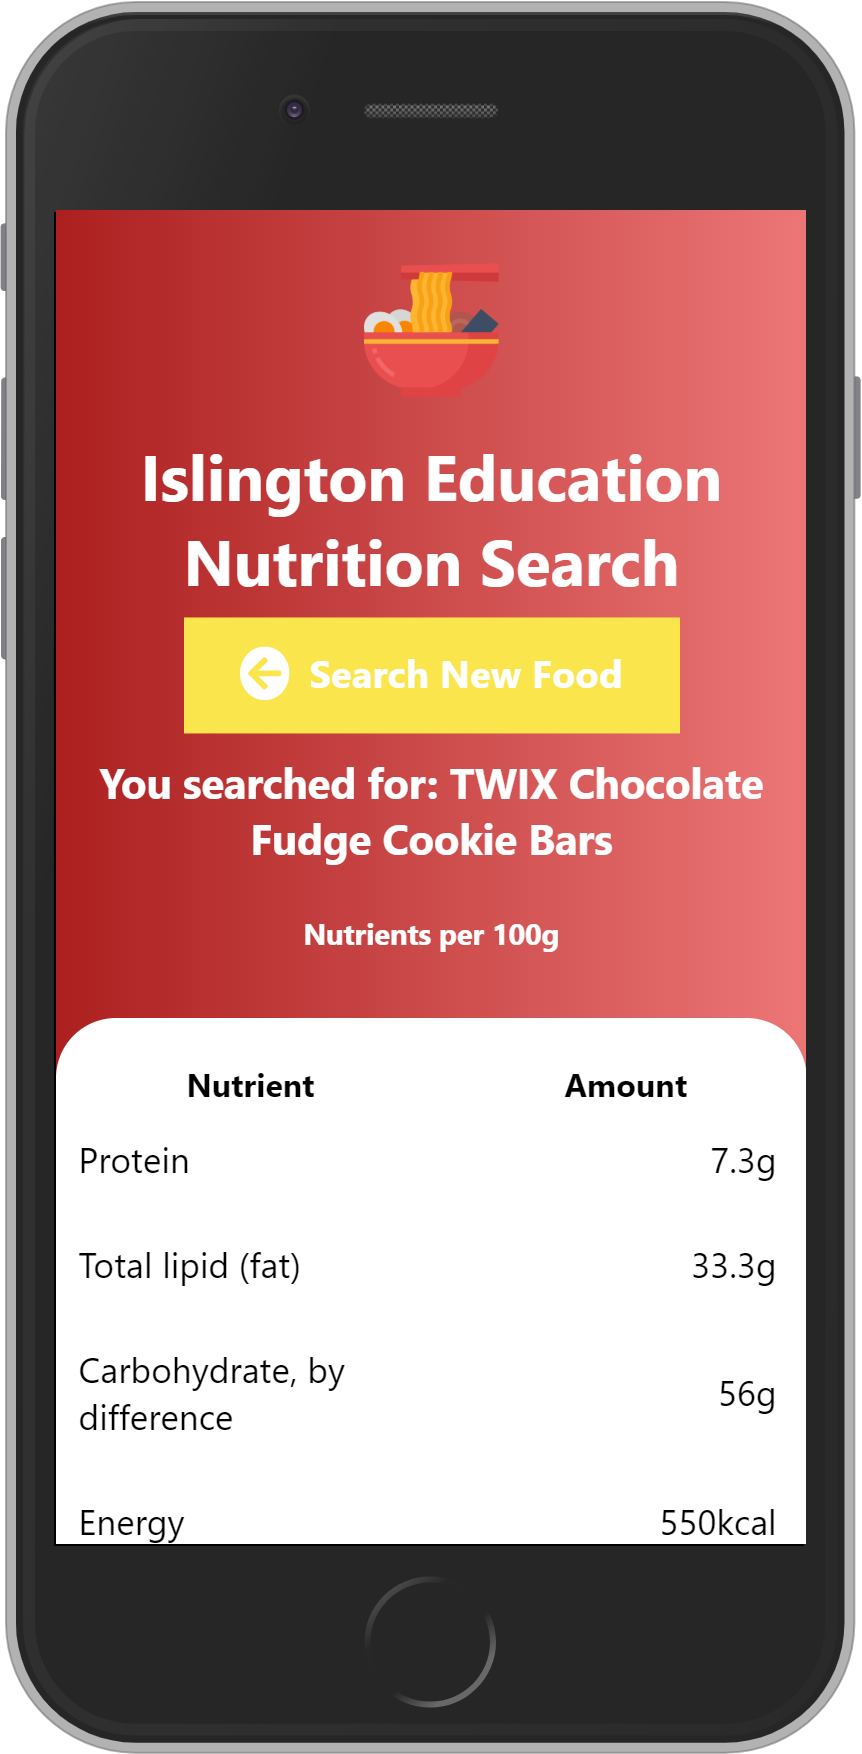 Islington Education
Nutrition Search
Search New Food
You searched for: TWIX Chocolate
Fudge Cookie Bars
Nutrients per 100g
Nutrient Amount
Protein 7.3g
Total lipid (fat) 33.3g
Carbohydrate, by
difference 56g
Energy 550kcal